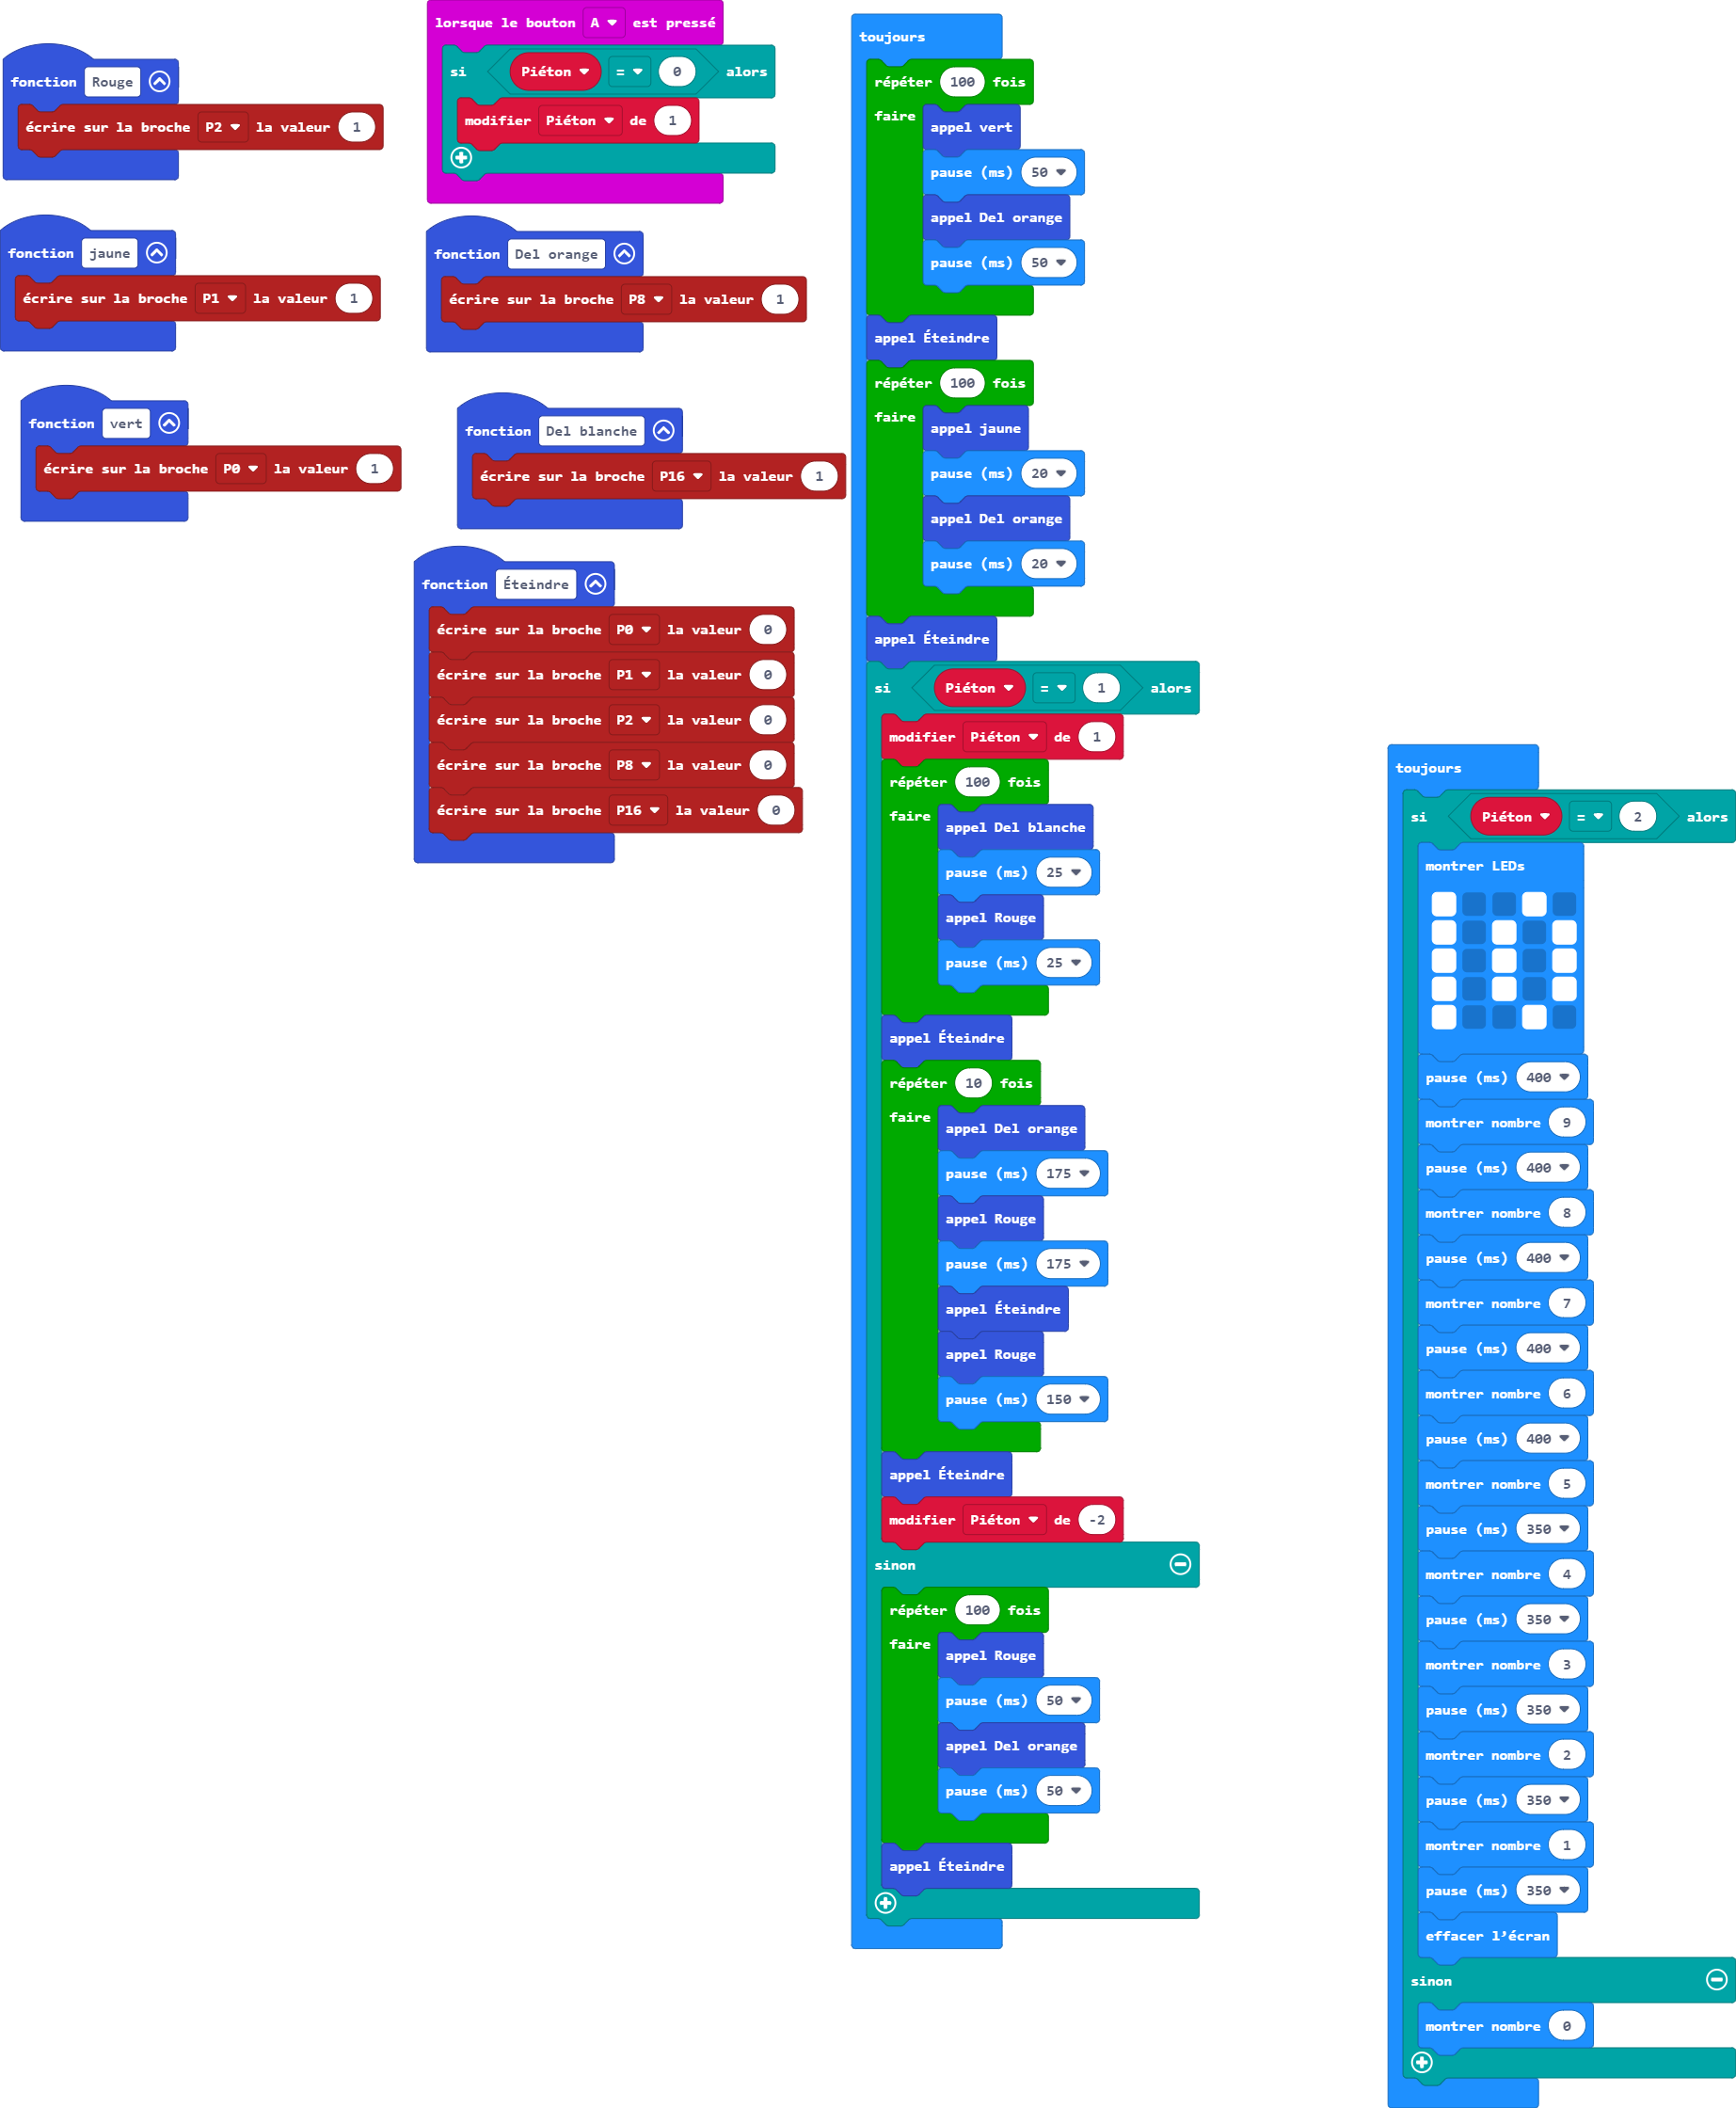 fonction Rouge
écrire sur la broche P2 la valeur 1
fonction jaune
écrire sur la broche P1 la valeur 1
fonction vert
écrire sur la broche P0 la valeur 1
lorsque le bouton A est pressé
si Piéton = 0 alors
modifier Piéton de 1
fonction Del orange
écrire sur la broche P8 la valeur 1
fonction Del blanche
écrire sur la broche P16 la valeur 1
fonction Éteindre
écrire sur la broche P0 la valeur 0
écrire sur la broche P1 la valeur 0
écrire sur la broche P2 la valeur 0
écrire sur la broche P8 la valeur 0
écrire sur la broche P16 la valeur 0
toujours
répéter 100 fois
faire
appel vert
pause (ms) 50
appel Del orange
pause (ms) 50
appel Éteindre
répéter 100 fois
faire
appel jaune
pause (ms) 20
appel Del orange
pause (ms) 20
appel Éteindre
si Piéton = 1 alors
modifier Piéton de 1
répéter 100 fois
faire
appel Del blanche
pause (ms) 25
appel Rouge
pause (ms) 25
appel Éteindre
répéter 10 fois
faire
appel Del orange
pause (ms) 175
appel Rouge
pause (ms) 175
appel Éteindre
appel Rouge
pause (ms) 150
appel Éteindre
modifier Piéton de -2
sinon
répéter 100 fois
faire
appel Rouge
pause (ms) 50
appel Del orange
pause (ms) 50
appel Éteindre
toujours
si Piéton = 2 alors
montrer LEDs
pause (ms) 400
montrer nombre 9
pause (ms) 400
montrer nombre 8
pause (ms) 400
montrer nombre 7
pause (ms) 400
montrer nombre 6
pause (ms) 400
montrer nombre 5
pause (ms) 350
montrer nombre 4
pause (ms) 350
montrer nombre 3
pause (ms) 350
montrer nombre 2
pause (ms) 350
montrer nombre 1
pause (ms) 350
effacer l’écran
sinon
montrer nombre 0